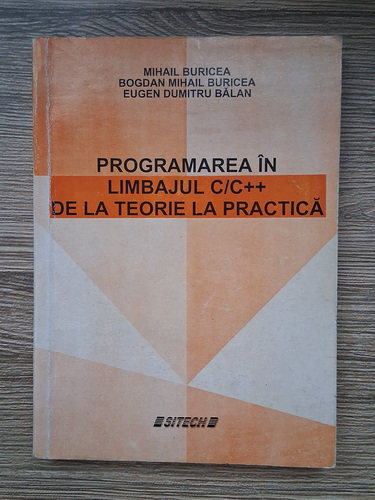 MIHAIL BURICEA
BOGDAN MIHAIL BURICEA
EUGEN DUMITRU BĂLAN
PROGRAMAREA ÎN
LIMBAJUL C/C++
DE LA TEORIE LA PRACTICĂ
SITECH